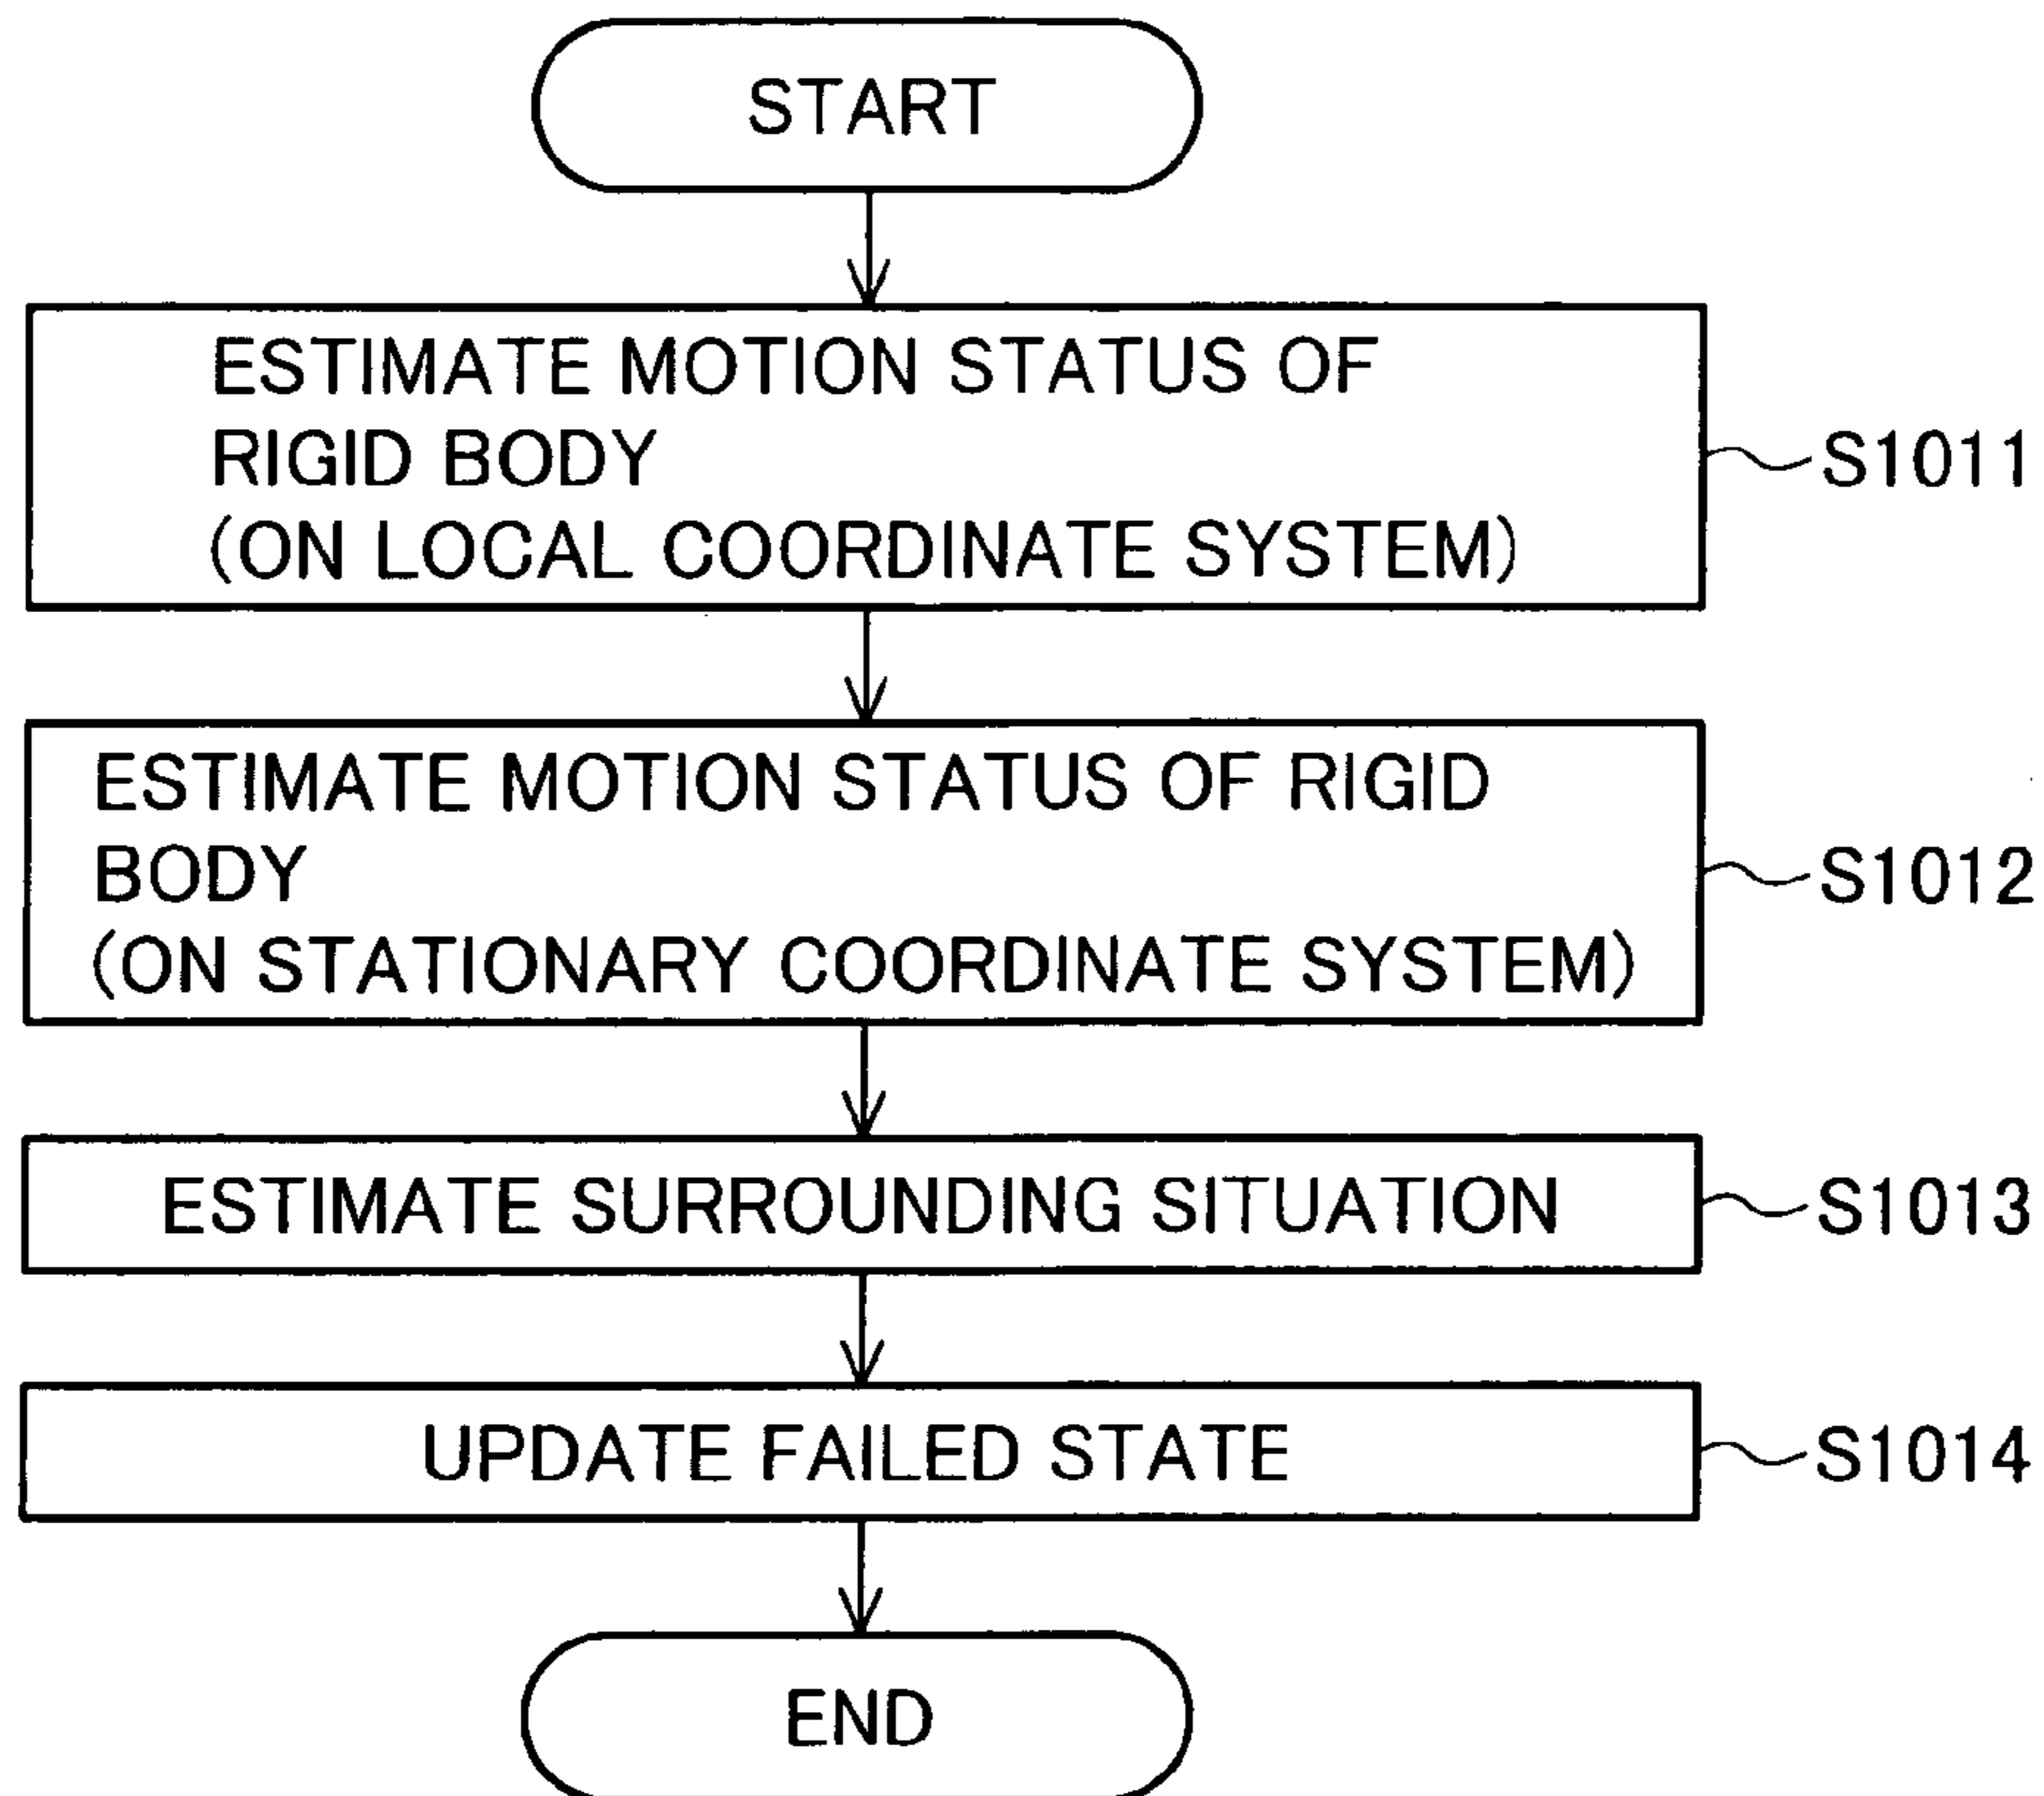 START
ESTIMATE MOTION STATUS OF
RIGID BODY
(ON LOCAL COORDINATE SYSTEM)
S1011
ESTIMATE MOTION STATUS OF RIGID
BODY
(ON STATIONARY COORDINATE SYSTEM)
S1012
ESTIMATE SURROUNDING SITUATION
S1013
UPDATE FAILED STATE
S1014
END